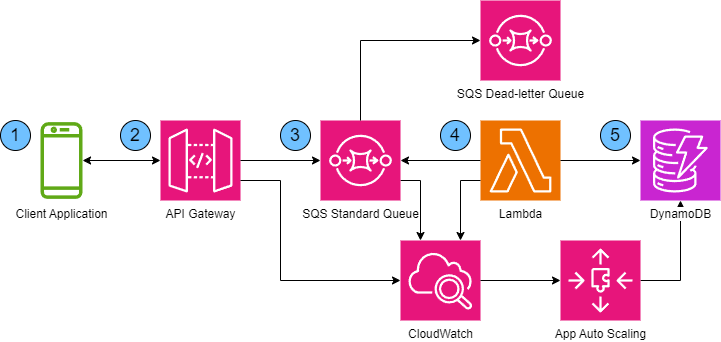 SQS Dead-letter Queue
1
2
3
4
5
Client Application
API Gateway
SQS Standard Queue
Lambda
DynamoDB
CloudWatch
App Auto Scaling